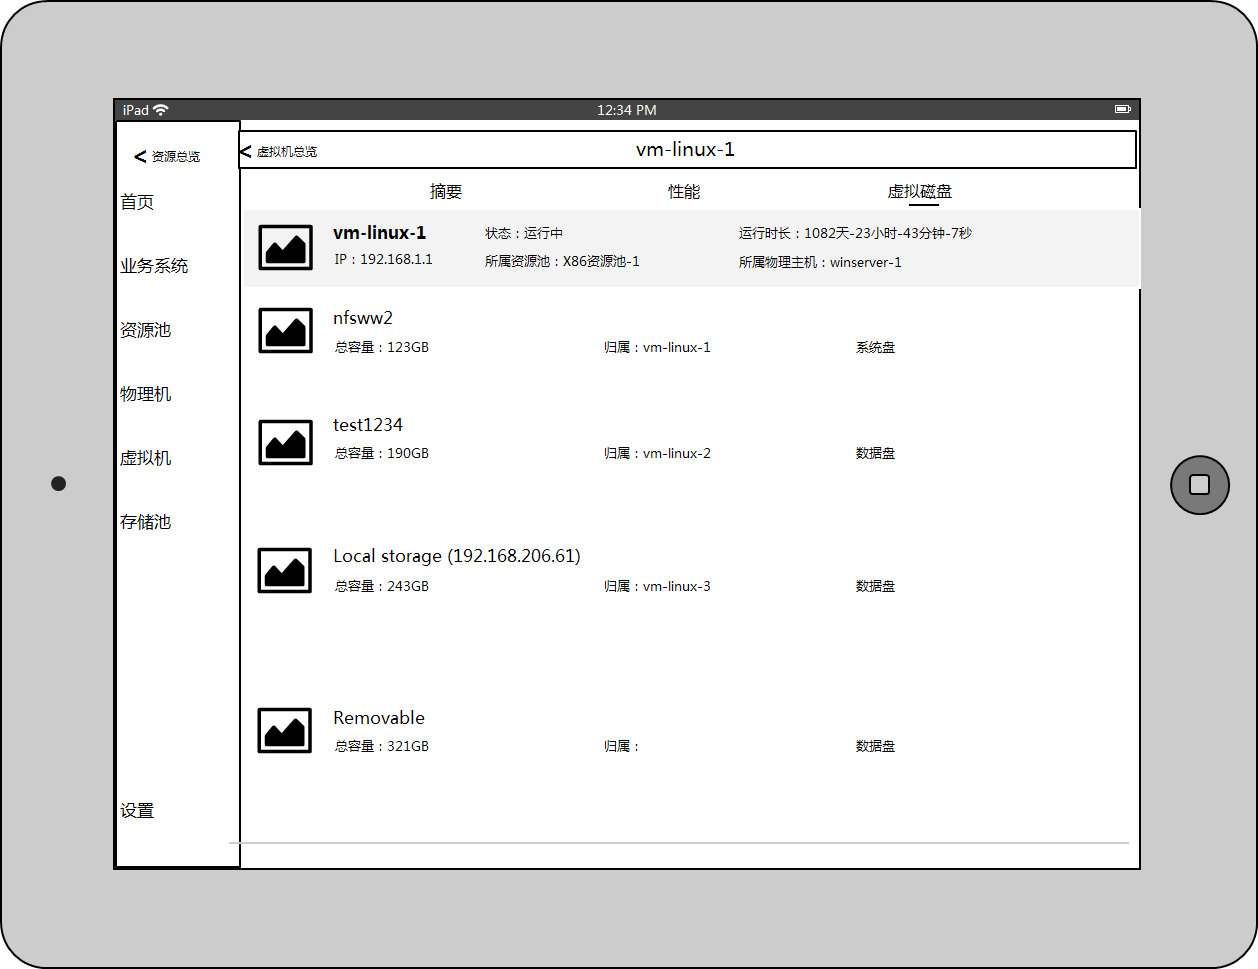 iPad 12:34 PM
< 资源总览
首页
业务系统
资源池
物理机
虚拟机
存储池
设置
< 虚拟机总览 vm-linux-1
摘要 性能 虚拟磁盘
vm-linux-1 状态：运行中 运行时长：1082天-23小时-43分钟-7秒
IP：192.168.1.1 所属资源池：X86资源池-1 所属物理主机：winserver-1
nfsww2
总容量：123GB 归属：vm-linux-1 系统盘
test1234
总容量：190GB 归属：vm-linux-2 数据盘
Local storage (192.168.206.61)
总容量：243GB 归属：vm-linux-3 数据盘
Removable
总容量：321GB 归属： 数据盘